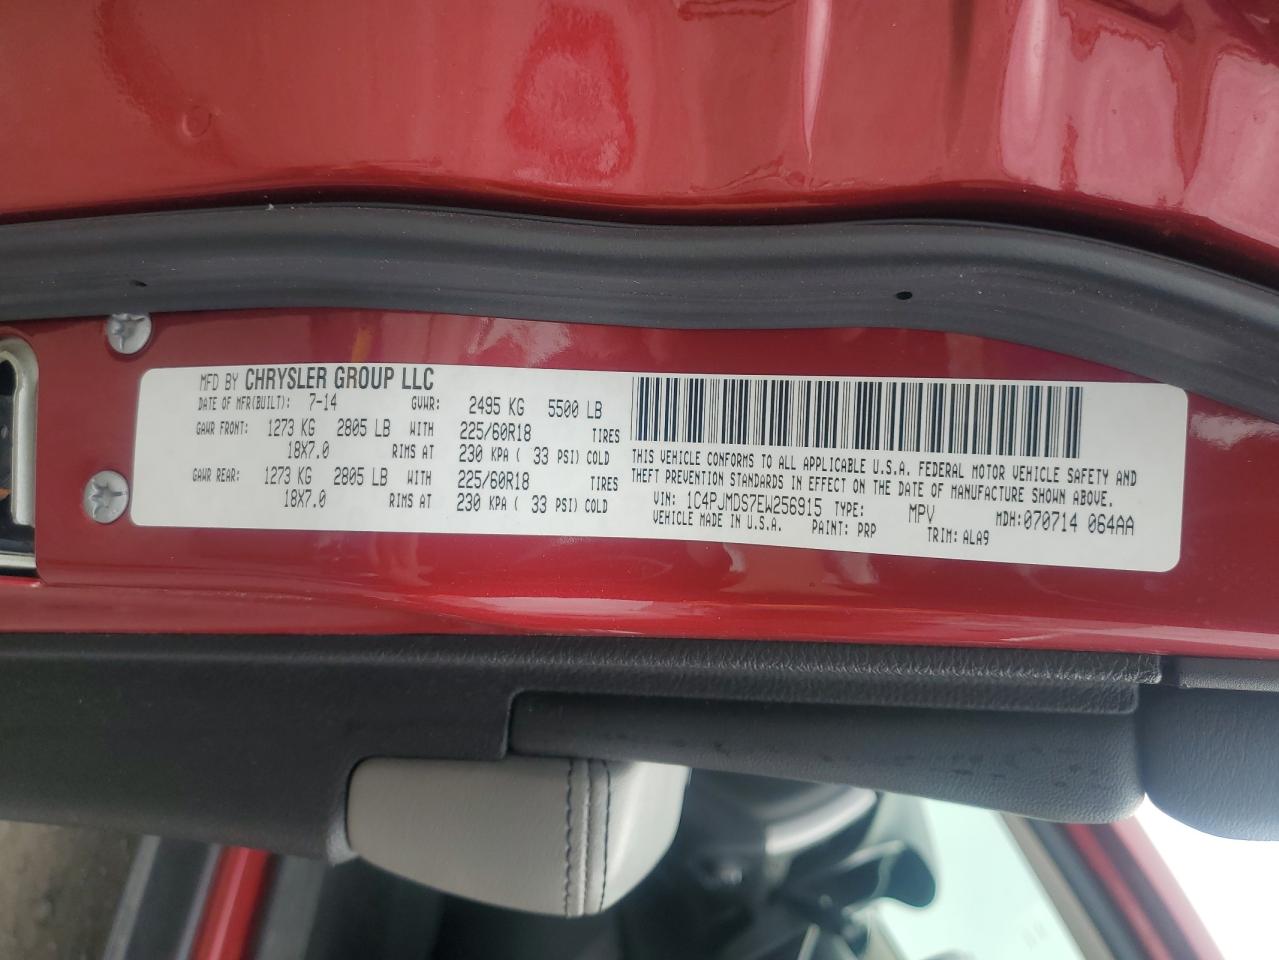 MFD BY CHRYSLER GROUP LLC
DATE OF MFR(BUILT): 7-14 GVWR: 2495 KG 5500 LB
GAWR FRONT: 1273 KG 2805 LB WITH 225/60R18 TIRES
18X7.0 RIMS AT 230 KPA ( 33 PSI) COLD
GAWR REAR: 1273 KG 2805 LB WITH 225/60R18 TIRES
18X7.0 RIMS AT 230 KPA ( 33 PSI) COLD
THIS VEHICLE CONFORMS TO ALL APPLICABLE U.S.A. FEDERAL MOTOR VEHICLE SAFETY AND
THEFT PREVENTION STANDARDS IN EFFECT ON THE DATE OF MANUFACTURE SHOWN ABOVE.
VIN: 1C4PJMDS7EW256915 TYPE: MPV MDH:070714 064AA
VEHICLE MADE IN U.S.A. PAINT: PRP TRIM: ALA9